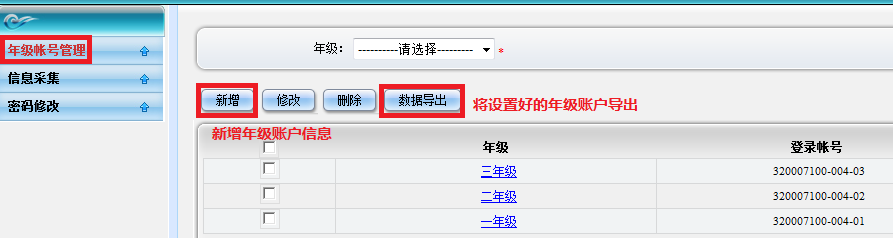 年级帐号管理
信息采集
密码修改
年级： ----------请选择--------- *
新增 修改 删除 数据导出 将设置好的年级账户导出
新增年级账户信息
年级 登录帐号
三年级 320007100-004-03
二年级 320007100-004-02
一年级 320007100-004-01